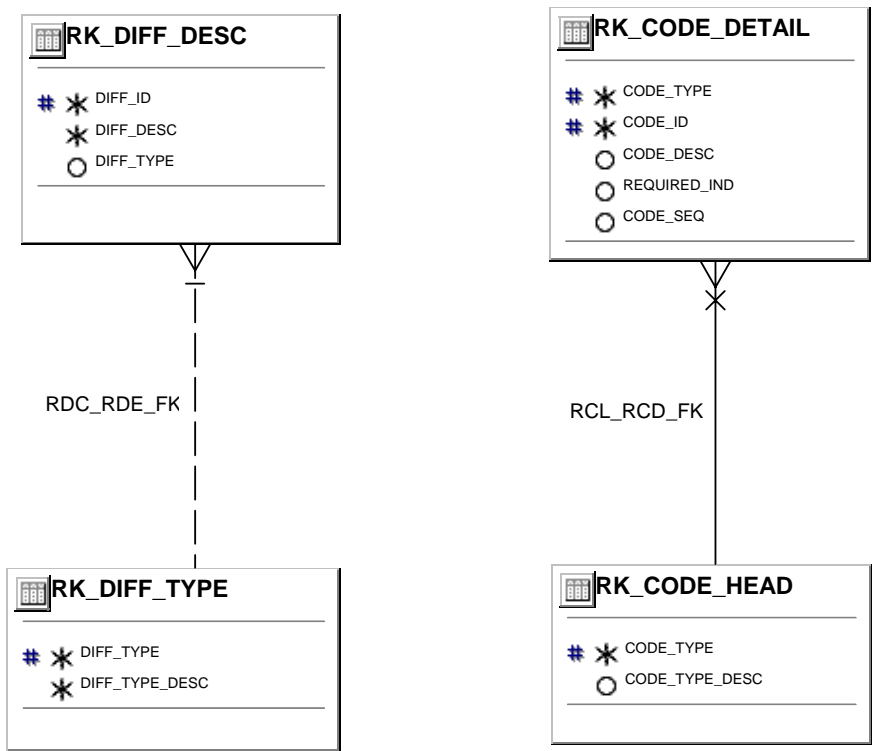 RK_DIFF_DESC
# * DIFF_ID
* DIFF_DESC
O DIFF_TYPE
RDC_RDE_FK
RK_DIFF_TYPE
# * DIFF_TYPE
* DIFF_TYPE_DESC
RK_CODE_DETAIL
# * CODE_TYPE
# * CODE_ID
O CODE_DESC
O REQUIRED_IND
O CODE_SEQ
RCL_RCD_FK
RK_CODE_HEAD
# * CODE_TYPE
O CODE_TYPE_DESC